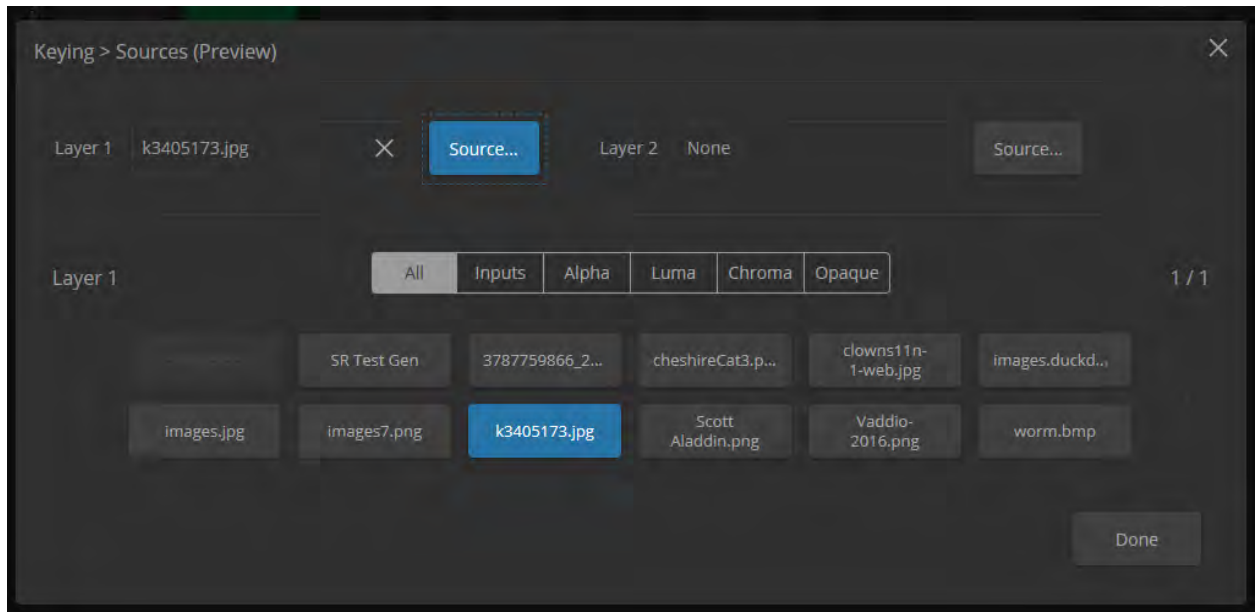 Keying > Sources (Preview)
Layer 1 k3405173.jpg Source... Layer 2 None Source...
Layer 1 All Inputs Alpha Luma Chroma Opaque 1 / 1
SR Test Gen 3787759866_2... cheshireCat3.p... clowns11n-1-web.jpg images.duckd...
images.jpg images7.png k3405173.jpg Scott Aladdin.png Vaddio-2016.png worm.bmp
Done